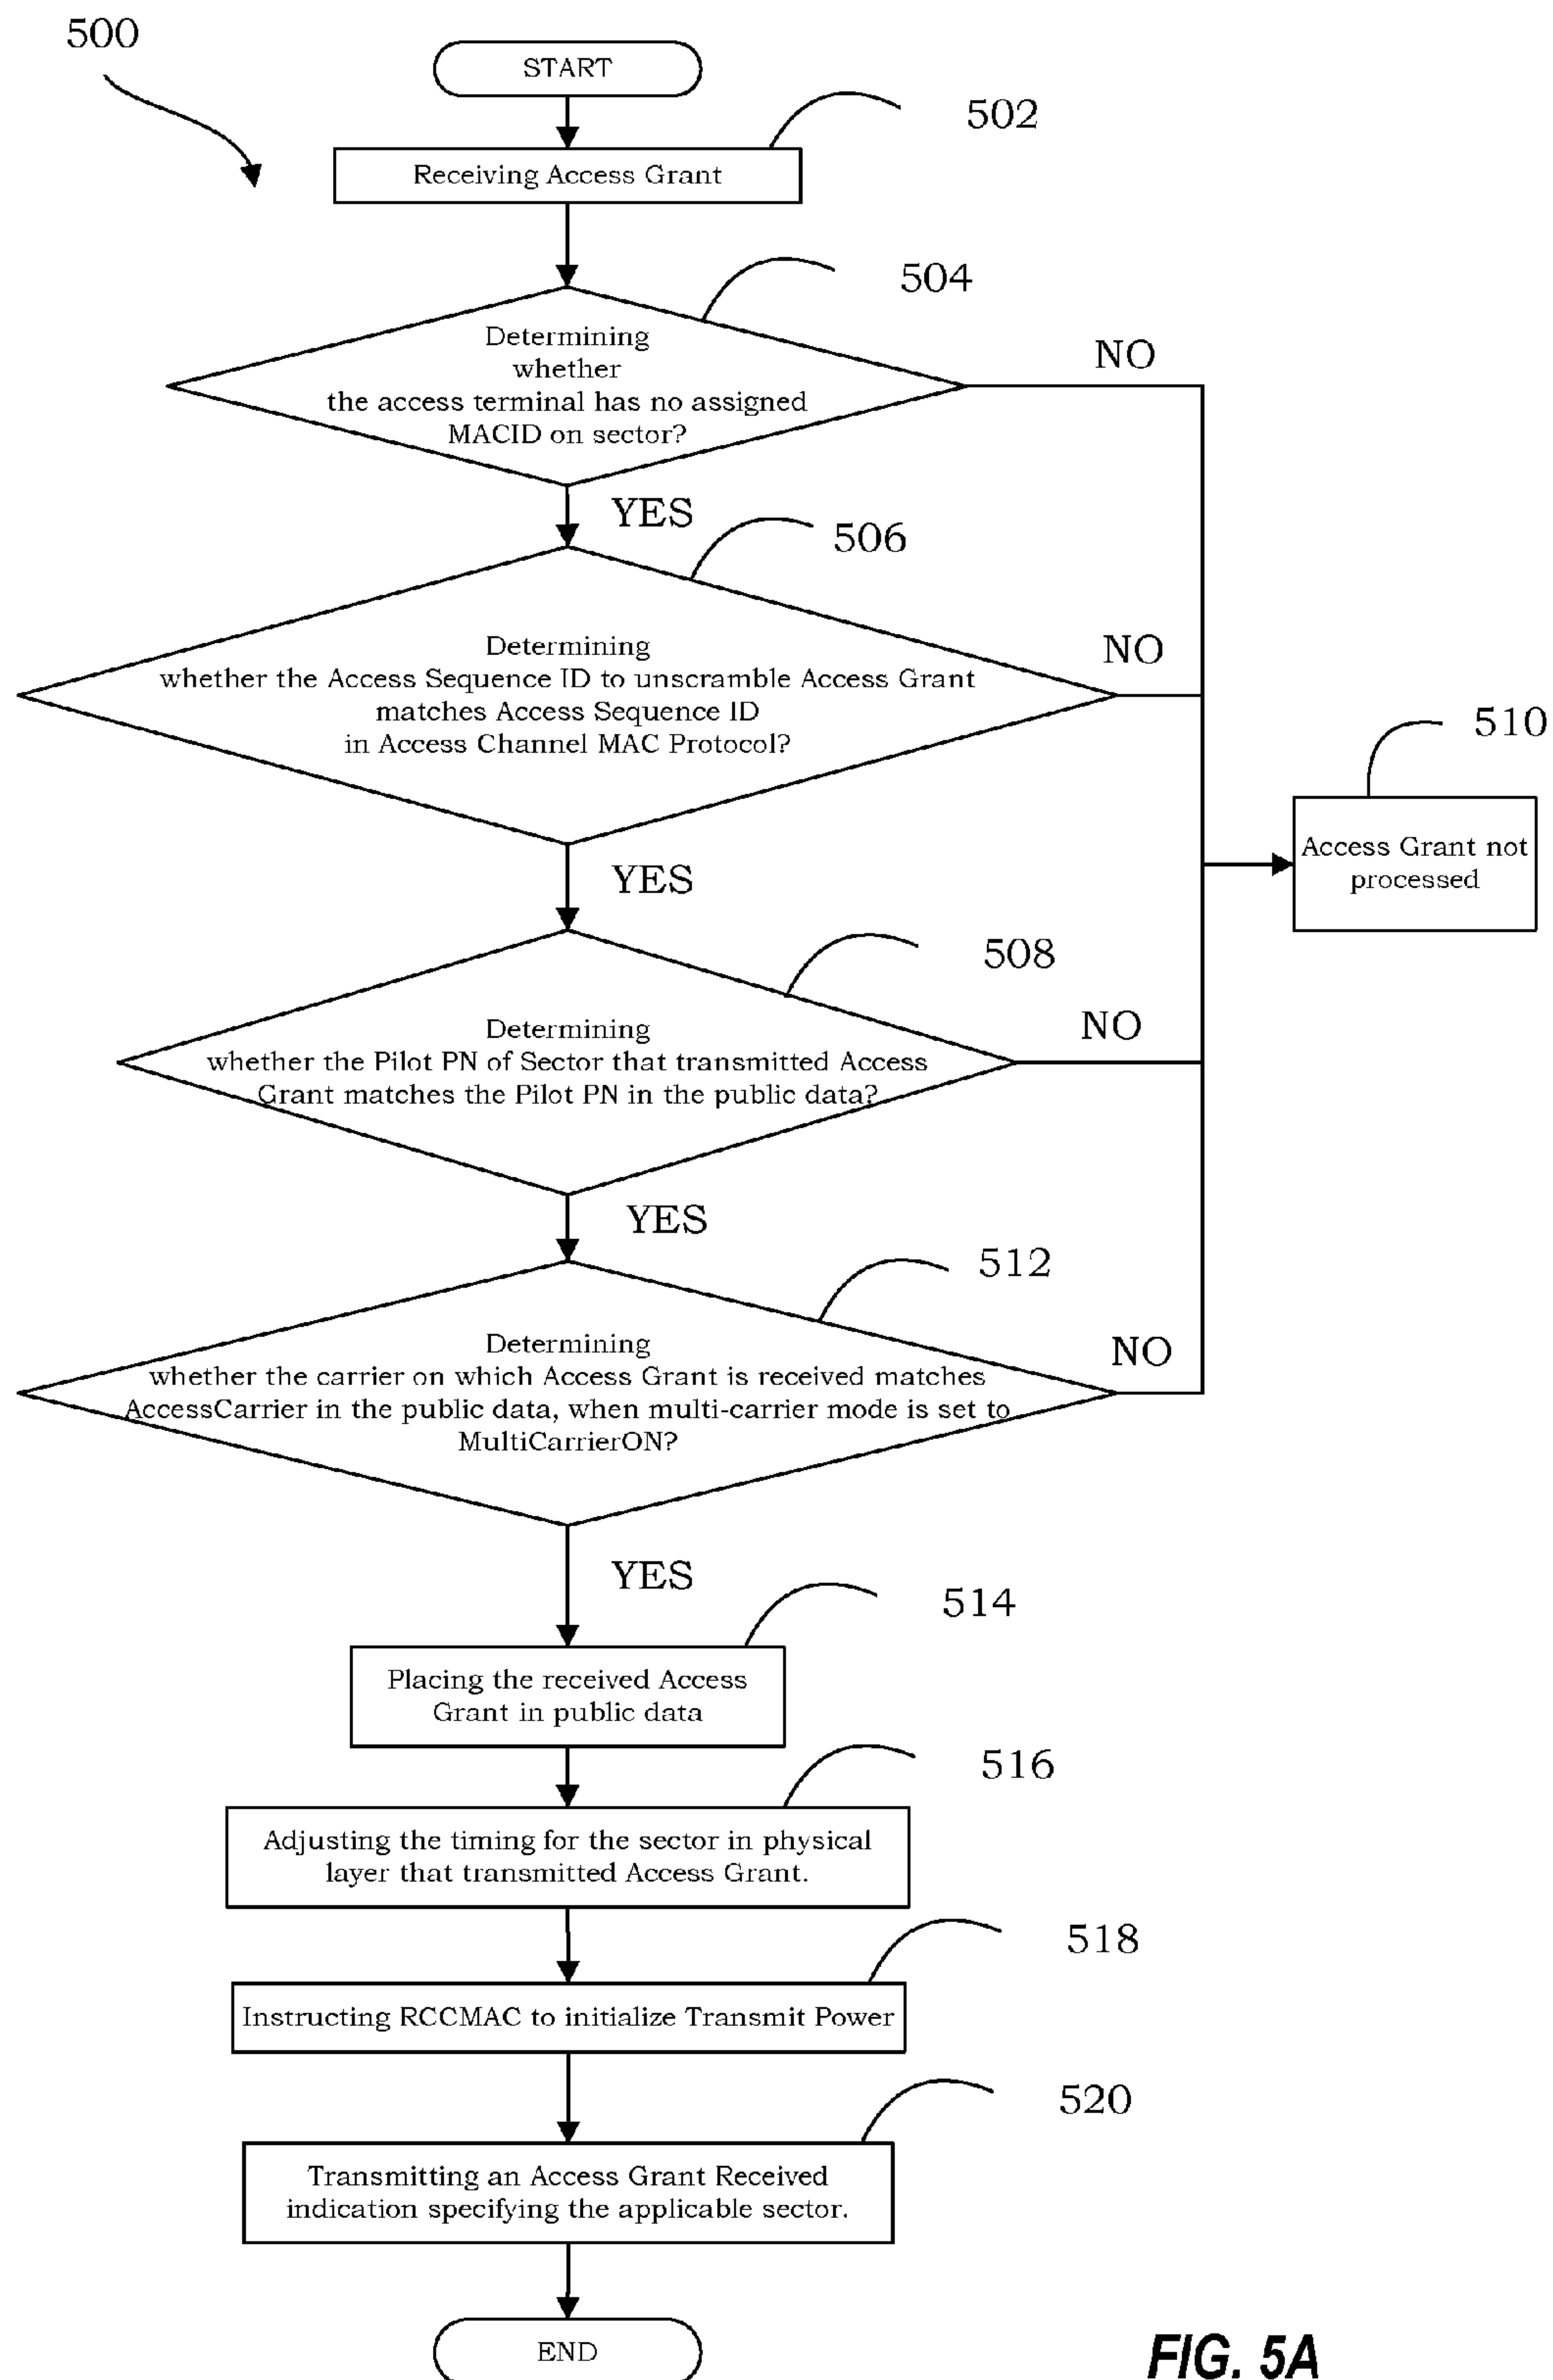 500
START
502
Receiving Access Grant
504
Determining
whether
the access terminal has no assigned
MACID on sector?
NO
YES
506
Determining
whether the Access Sequence ID to unscramble Access Grant
matches Access Sequence ID
in Access Channel MAC Protocol?
NO
510
Access Grant not
processed
YES
508
Determining
whether the Pilot PN of Sector that transmitted Access
Grant matches the Pilot PN in the public data?
NO
YES
512
Determining
whether the carrier on which Access Grant is received matches
AccessCarrier in the public data, when multi-carrier mode is set to
MultiCarrierON?
NO
YES
514
Placing the received Access
Grant in public data
516
Adjusting the timing for the sector in physical
layer that transmitted Access Grant.
518
Instructing RCCMAC to initialize Transmit Power
520
Transmitting an Access Grant Received
indication specifying the applicable sector.
END
FIG. 5A